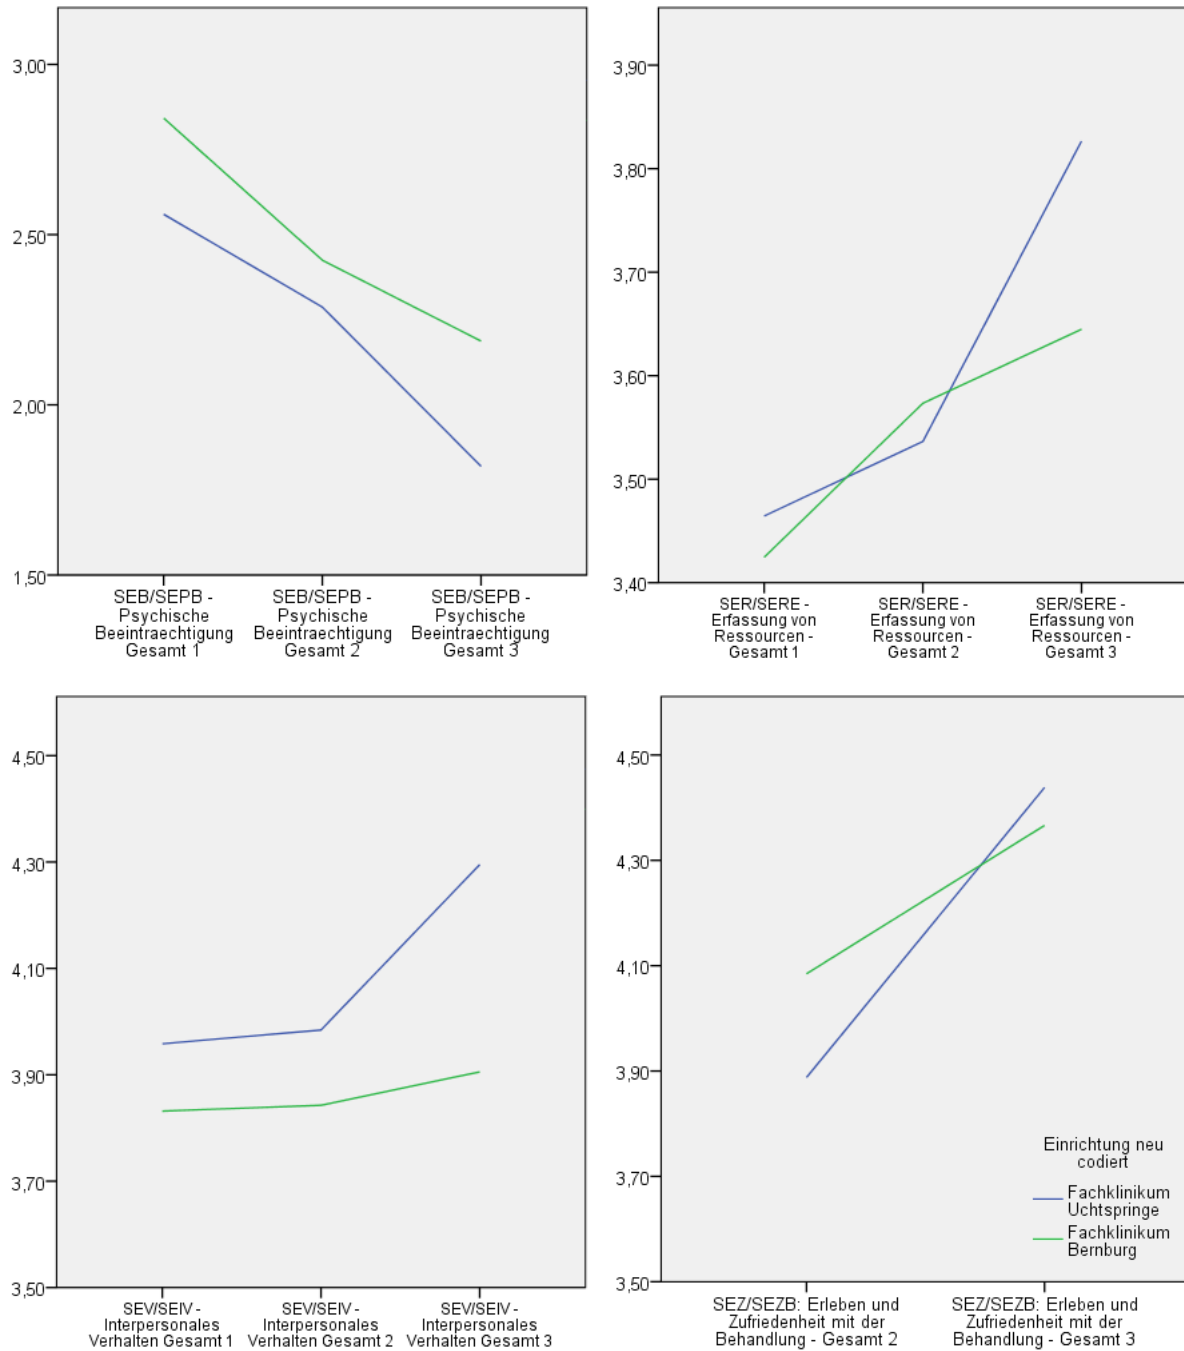 3,00
2,50
2,00
1,50
SEB/SEPB -
Psychische
Beeintraechtigung
Gesamt 1
SEB/SEPB -
Psychische
Beeintraechtigung
Gesamt 2
SEB/SEPB -
Psychische
Beeintraechtigung
Gesamt 3
3,90
3,80
3,70
3,60
3,50
3,40
SER/SERE -
Erfassung von
Ressourcen -
Gesamt 1
SER/SERE -
Erfassung von
Ressourcen -
Gesamt 2
SER/SERE -
Erfassung von
Ressourcen -
Gesamt 3
4,50
4,30
4,10
3,90
3,70
3,50
SEV/SEIV -
Interpersonales
Verhalten Gesamt 1
SEV/SEIV -
Interpersonales
Verhalten Gesamt 2
SEV/SEIV -
Interpersonales
Verhalten Gesamt 3
4,50
4,30
4,10
3,90
3,70
3,50
Einrichtung neu
codiert
Fachklinikum
Uchtspringe
Fachklinikum
Bernburg
SEZ/SEZB: Erleben und
Zufriedenheit mit der
Behandlung - Gesamt 2
SEZ/SEZB: Erleben und
Zufriedenheit mit der
Behandlung - Gesamt 3